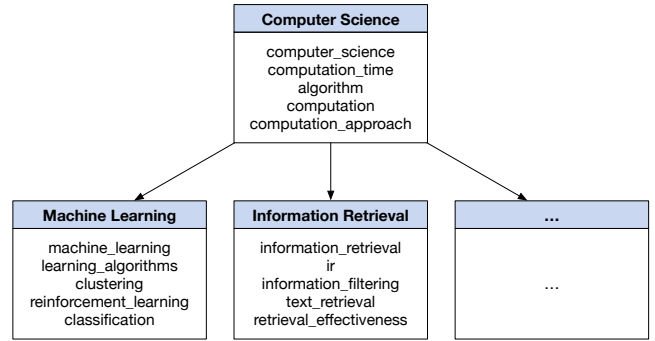 Computer Science
computer_science
computation_time
algorithm
computation
computation_approach
Machine Learning
machine_learning
learning_algorithms
clustering
reinforcement_learning
classification
Information Retrieval
information_retrieval
ir
information_filtering
text_retrieval
retrieval_effectiveness
...
...